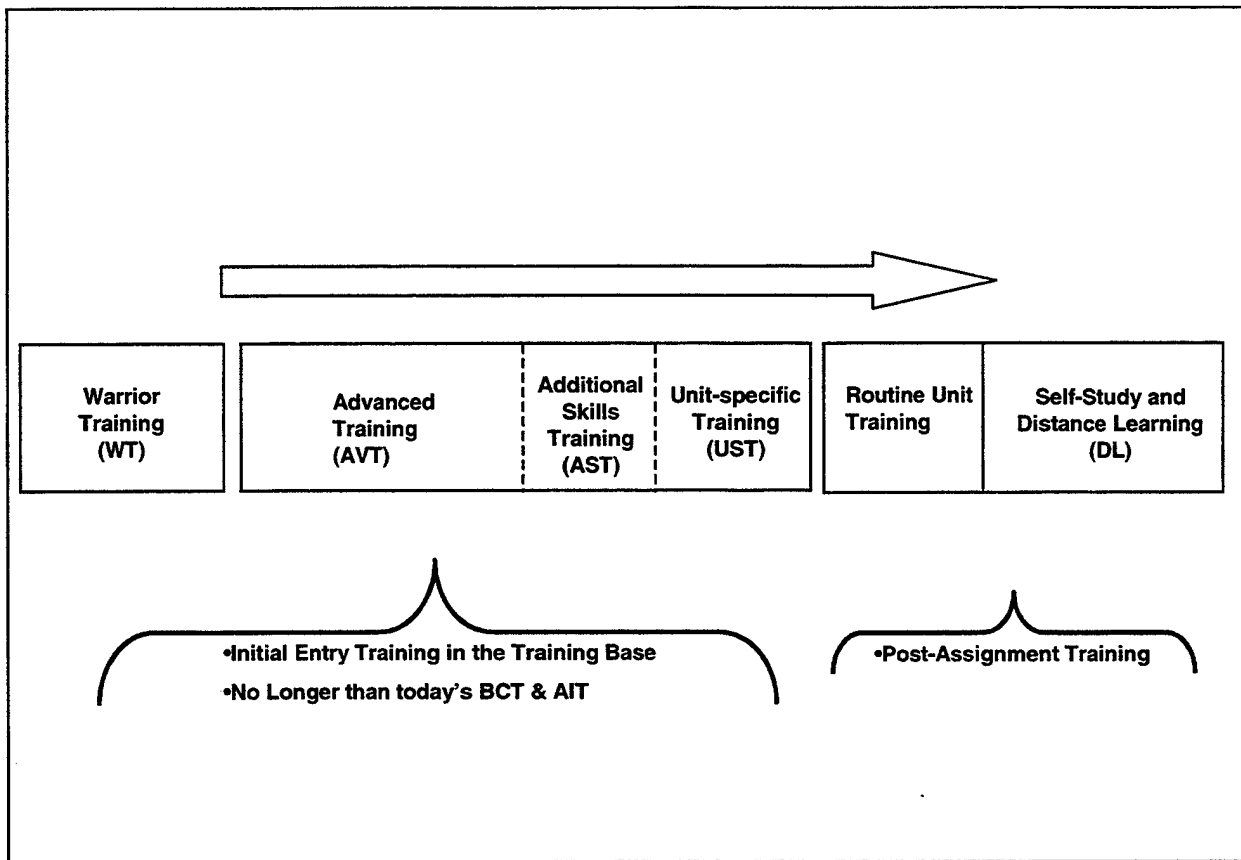 Warrior
Training
(WT)
Advanced
Training
(AVT)
Additional
Skills
Training
(AST)
Unit-specific
Training
(UST)
Routine Unit
Training
Self-Study and
Distance Learning
(DL)
•Initial Entry Training in the Training Base
•No Longer than today's BCT & AIT
•Post-Assignment Training